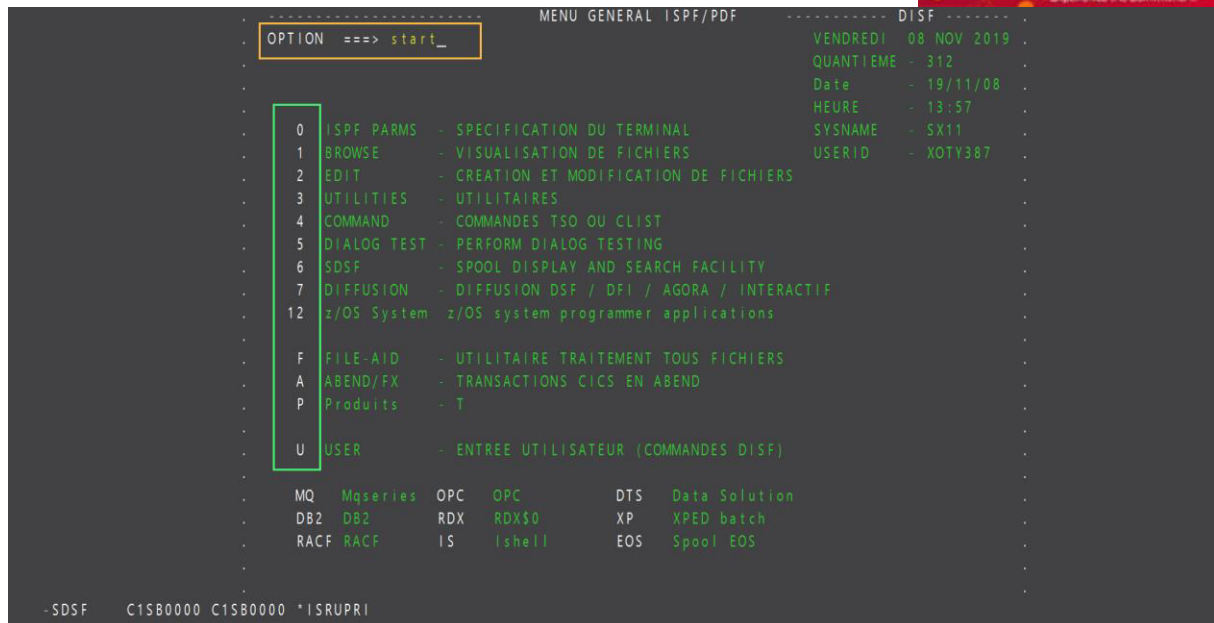 . ----------------------- MENU GENERAL ISPF/PDF ----------- DISF ------- .
. OPTION ===> start_ VENDREDI 08 NOV 2019 .
. QUANTIEME - 312
. Date - 19/11/08 .
. HEURE - 13:57
. 0 ISPF PARMS - SPECIFICATION DU TERMINAL SYSNAME - SX11
. 1 BROWSE - VISUALISATION DE FICHIERS USERID - XOTY387 .
. 2 EDIT - CREATION ET MODIFICATION DE FICHIERS .
. 3 UTILITIES - UTILITAIRES .
. 4 COMMAND - COMMANDES TSO OU CLIST .
. 5 DIALOG TEST - PERFORM DIALOG TESTING .
. 6 SDSF - SPOOL DISPLAY AND SEARCH FACILITY .
. 7 DIFFUSION - DIFFUSION DSF / DFI / AGORA / INTERACTIF .
. 12 z/OS System z/OS system programmer applications .
. F FILE-AID - UTILITAIRE TRAITEMENT TOUS FICHIERS .
. A ABEND/FX - TRANSACTIONS CICS EN ABEND .
. P Produits - T .
. U USER - ENTREE UTILISATEUR (COMMANDES DISF) .
. MQ Mqseries OPC OPC DTS Data Solution .
. DB2 DB2 RDX RDX$0 XP XPED batch .
. RACF RACF IS Ishell EOS Spool EOS .
-SDSF C1SB0000 C1SB0000 *ISRUPRI